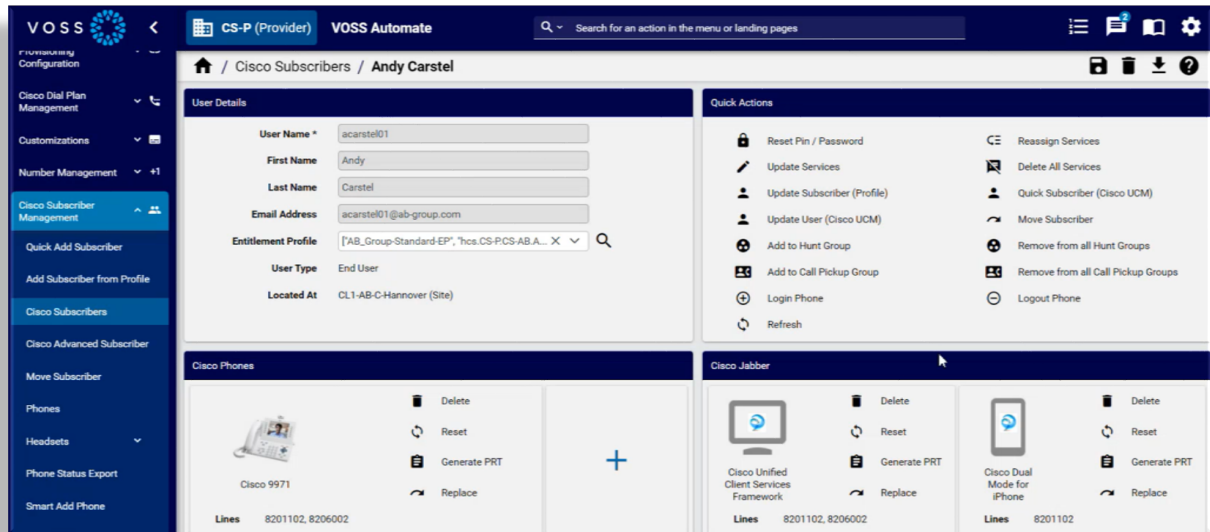 VOSS
CS-P (Provider)
VOSS Automate
Search for an action in the menu or landing pages
2
Provisioning
Configuration
Cisco Dial Plan
Management
Customizations
Number Management
+1
Cisco Subscriber
Management
Quick Add Subscriber
Add Subscriber from Profile
Cisco Subscribers
Cisco Advanced Subscriber
Move Subscriber
Phones
Headsets
Phone Status Export
Smart Add Phone
/ Cisco Subscribers / Andy Carstel
User Details
User Name * acarstel01
First Name Andy
Last Name Carstel
Email Address acarstel01@ab-group.com
Entitlement Profile ["AB_Group-Standard-EP", "hcs.CS-P.CS-AB.A...
User Type End User
Located At CL1-AB-C-Hannover (Site)
Quick Actions
Reset Pin / Password
Reassign Services
Update Services
Delete All Services
Update Subscriber (Profile)
Quick Subscriber (Cisco UCM)
Update User (Cisco UCM)
Move Subscriber
Add to Hunt Group
Remove from all Hunt Groups
Add to Call Pickup Group
Remove from all Call Pickup Groups
Login Phone
Logout Phone
Refresh
Cisco Phones
Cisco 9971
Delete
Reset
Generate PRT
Replace
Lines 8201102, 8206002
Cisco Jabber
Cisco Unified
Client Services
Framework
Delete
Reset
Generate PRT
Replace
Lines 8201102, 8206002
Cisco Dual
Mode for
iPhone
Delete
Reset
Generate PRT
Replace
Lines 8201102